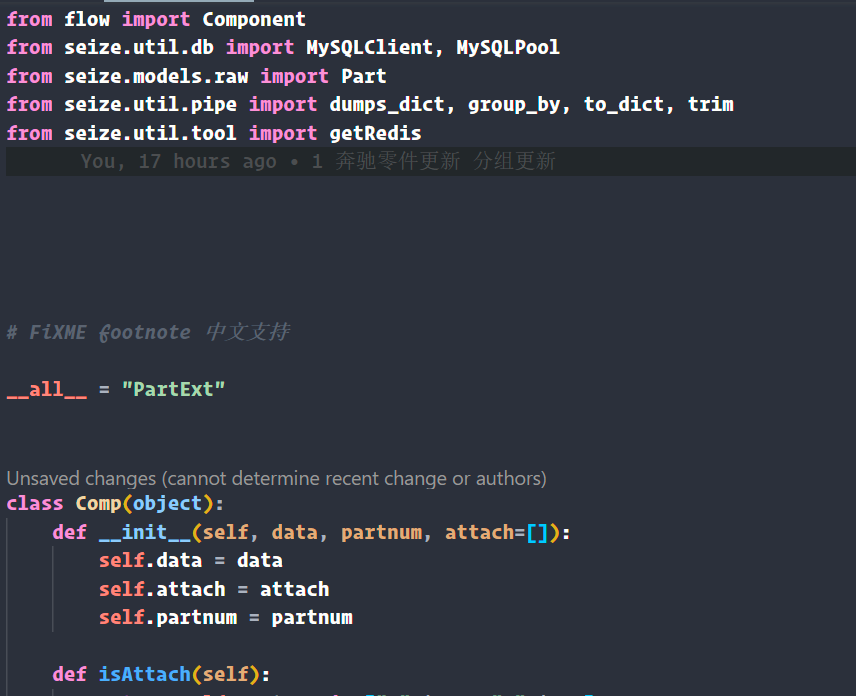 from flow import Component
from seize.util.db import MySQLClient, MySQLPool
from seize.models.raw import Part
from seize.util.pipe import dumps_dict, group_by, to_dict, trim
from seize.util.tool import getRedis
You, 17 hours ago • 1 奔驰零件更新 分组更新
# FiXME footnote 中文支持
__all__ = "PartExt"
Unsaved changes (cannot determine recent change or authors)
class Comp(object):
def __init__(self, data, partnum, attach=[]):
self.data = data
self.attach = attach
self.partnum = partnum
def isAttach(self):